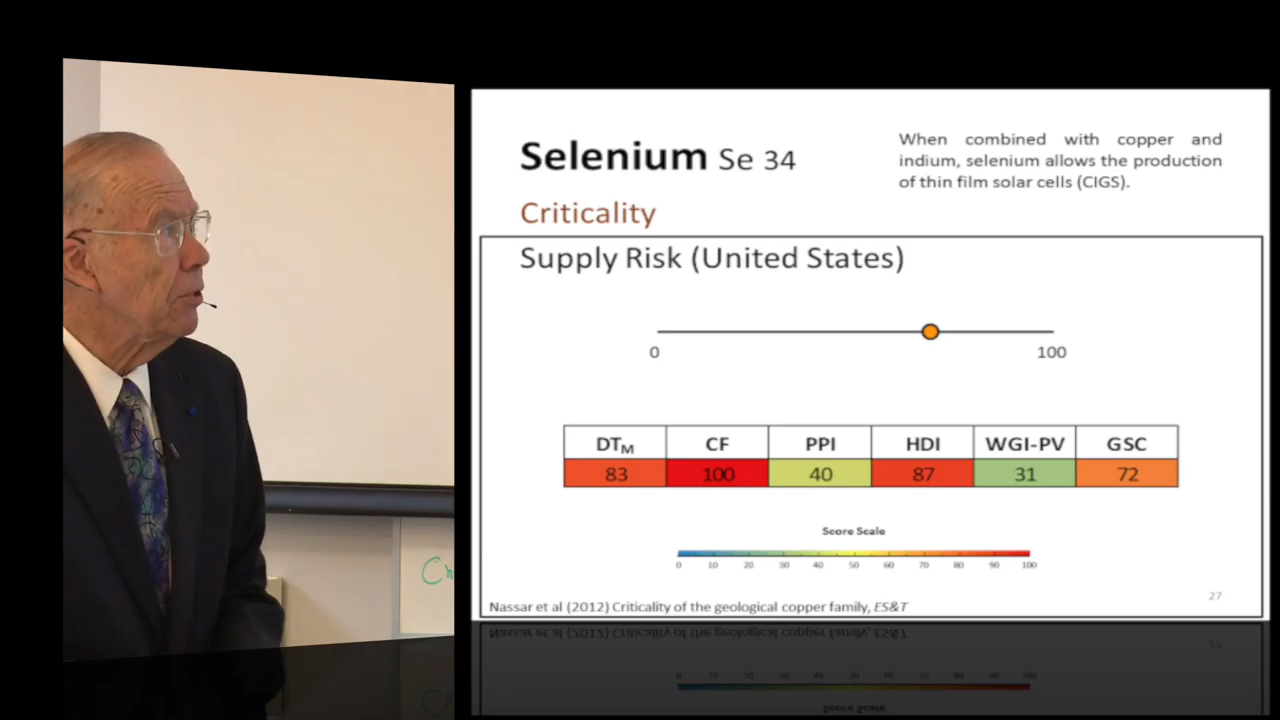 Selenium Se 34
When combined with copper and
indium, selenium allows the production
of thin film solar cells (CIGS).
Criticality
Supply Risk (United States)
0 100
DTM CF PPI HDI WGI-PV GSC
83 100 40 87 31 72
Score Scale
0 10 20 30 40 50 60 70 80 90 100
27
Nassar et al (2012) Criticality of the geological copper family, ES&T